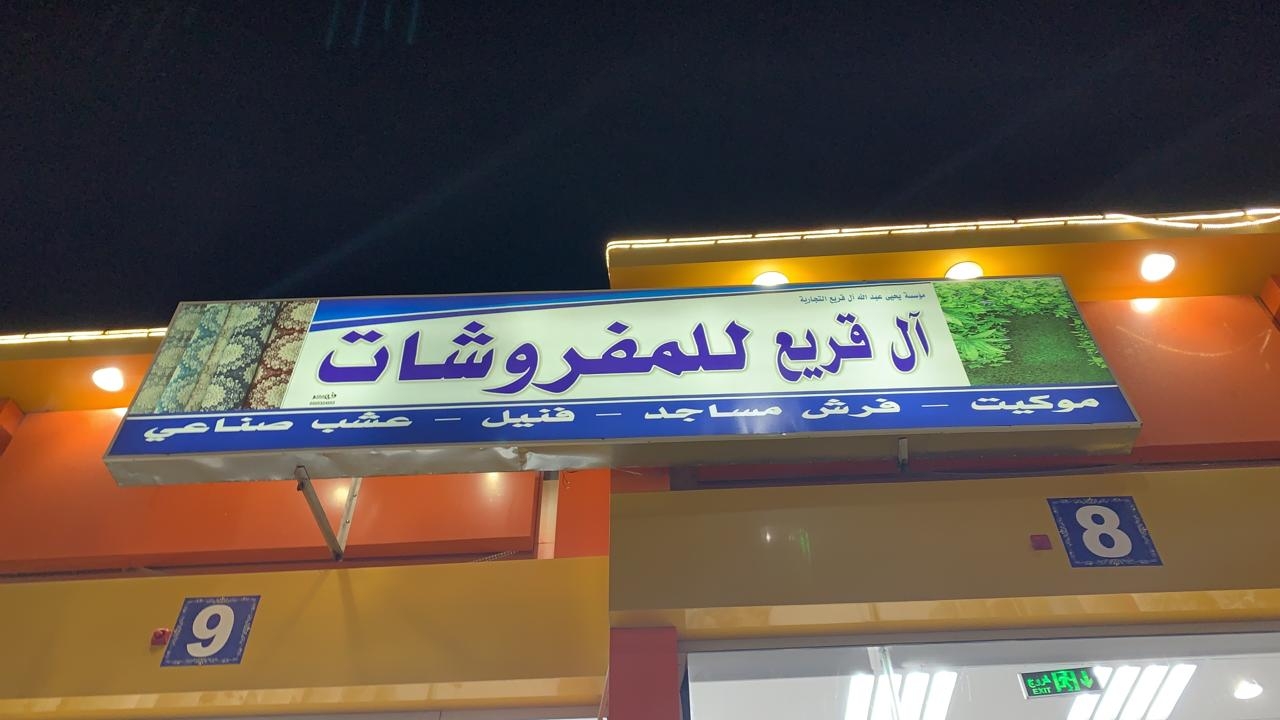 مؤسسة يحيى عبد الله آل قريع التجارية
آل قريع للمفروشات
موكيت - فرش مساجد - فنيل - عشب صناعي
8
9
خروج
EXIT